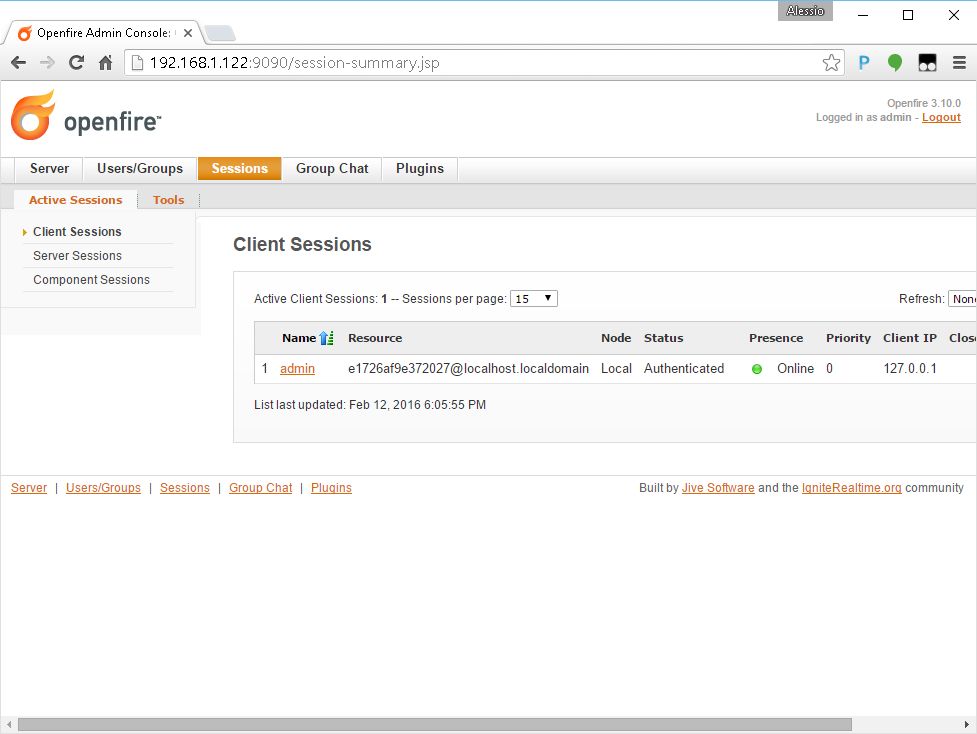 Alessio
Openfire Admin Console:
192.168.1.122:9090/session-summary.jsp
P
openfire™
Openfire 3.10.0
Logged in as admin - Logout
Server Users/Groups Sessions Group Chat Plugins
Active Sessions Tools
Client Sessions
Server Sessions
Component Sessions
Client Sessions
Active Client Sessions: 1 -- Sessions per page: 15 Refresh: None
Name Resource Node Status Presence Priority Client IP Close
1 admin e1726af9e372027@localhost.localdomain Local Authenticated Online 0 127.0.0.1
List last updated: Feb 12, 2016 6:05:55 PM
Server | Users/Groups | Sessions | Group Chat | Plugins
Built by Jive Software and the IgniteRealtime.org community